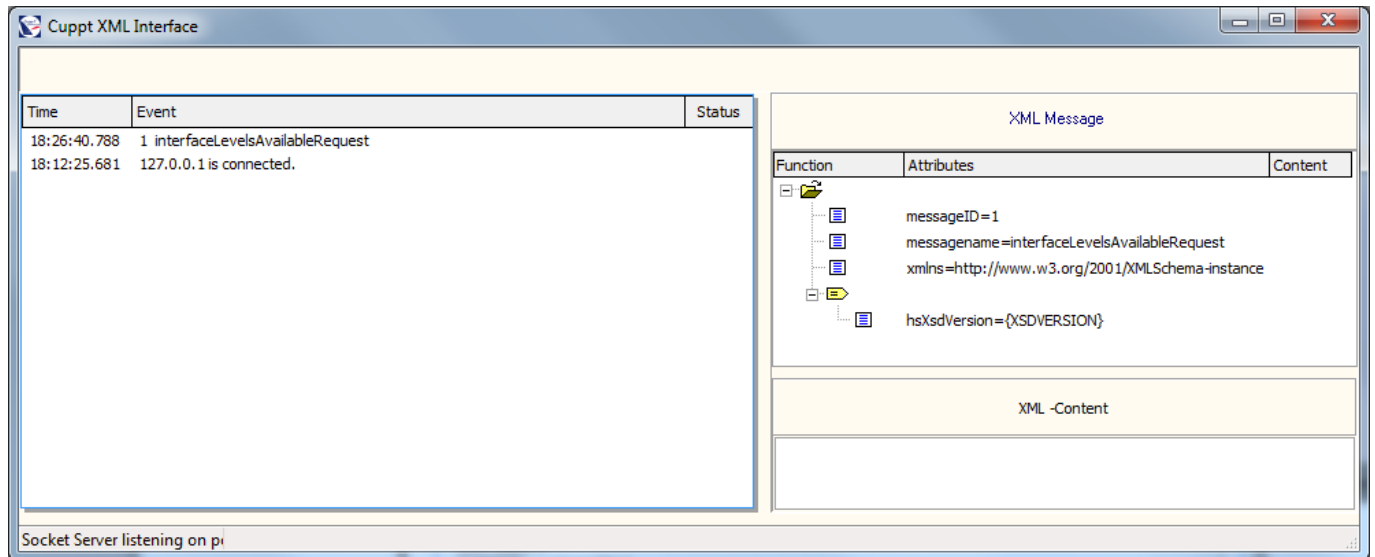 Cuppt XML Interface
Time Event Status
18:26:40.788 1 interfaceLevelsAvailableRequest
18:12:25.681 127.0.0.1 is connected.
XML Message
Function Attributes Content
messageID=1
messagename=interfaceLevelsAvailableRequest
xmlns=http://www.w3.org/2001/XMLSchema-instance
hsXsdVersion={XSDVERSION}
XML -Content
Socket Server listening on